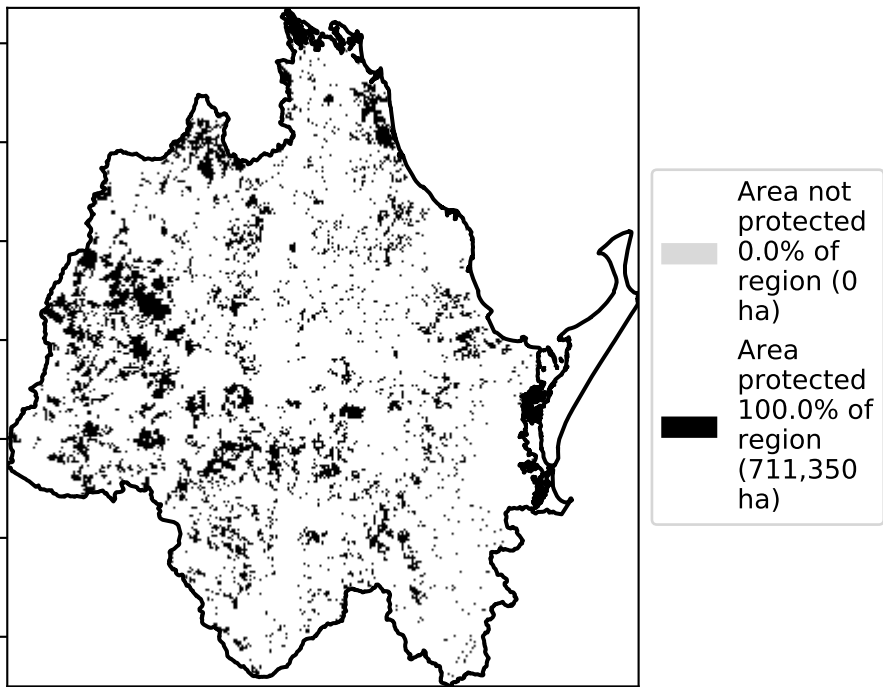 Area not
protected
0.0% of
region (0
ha)
Area
protected
100.0% of
region
(711,350
ha)